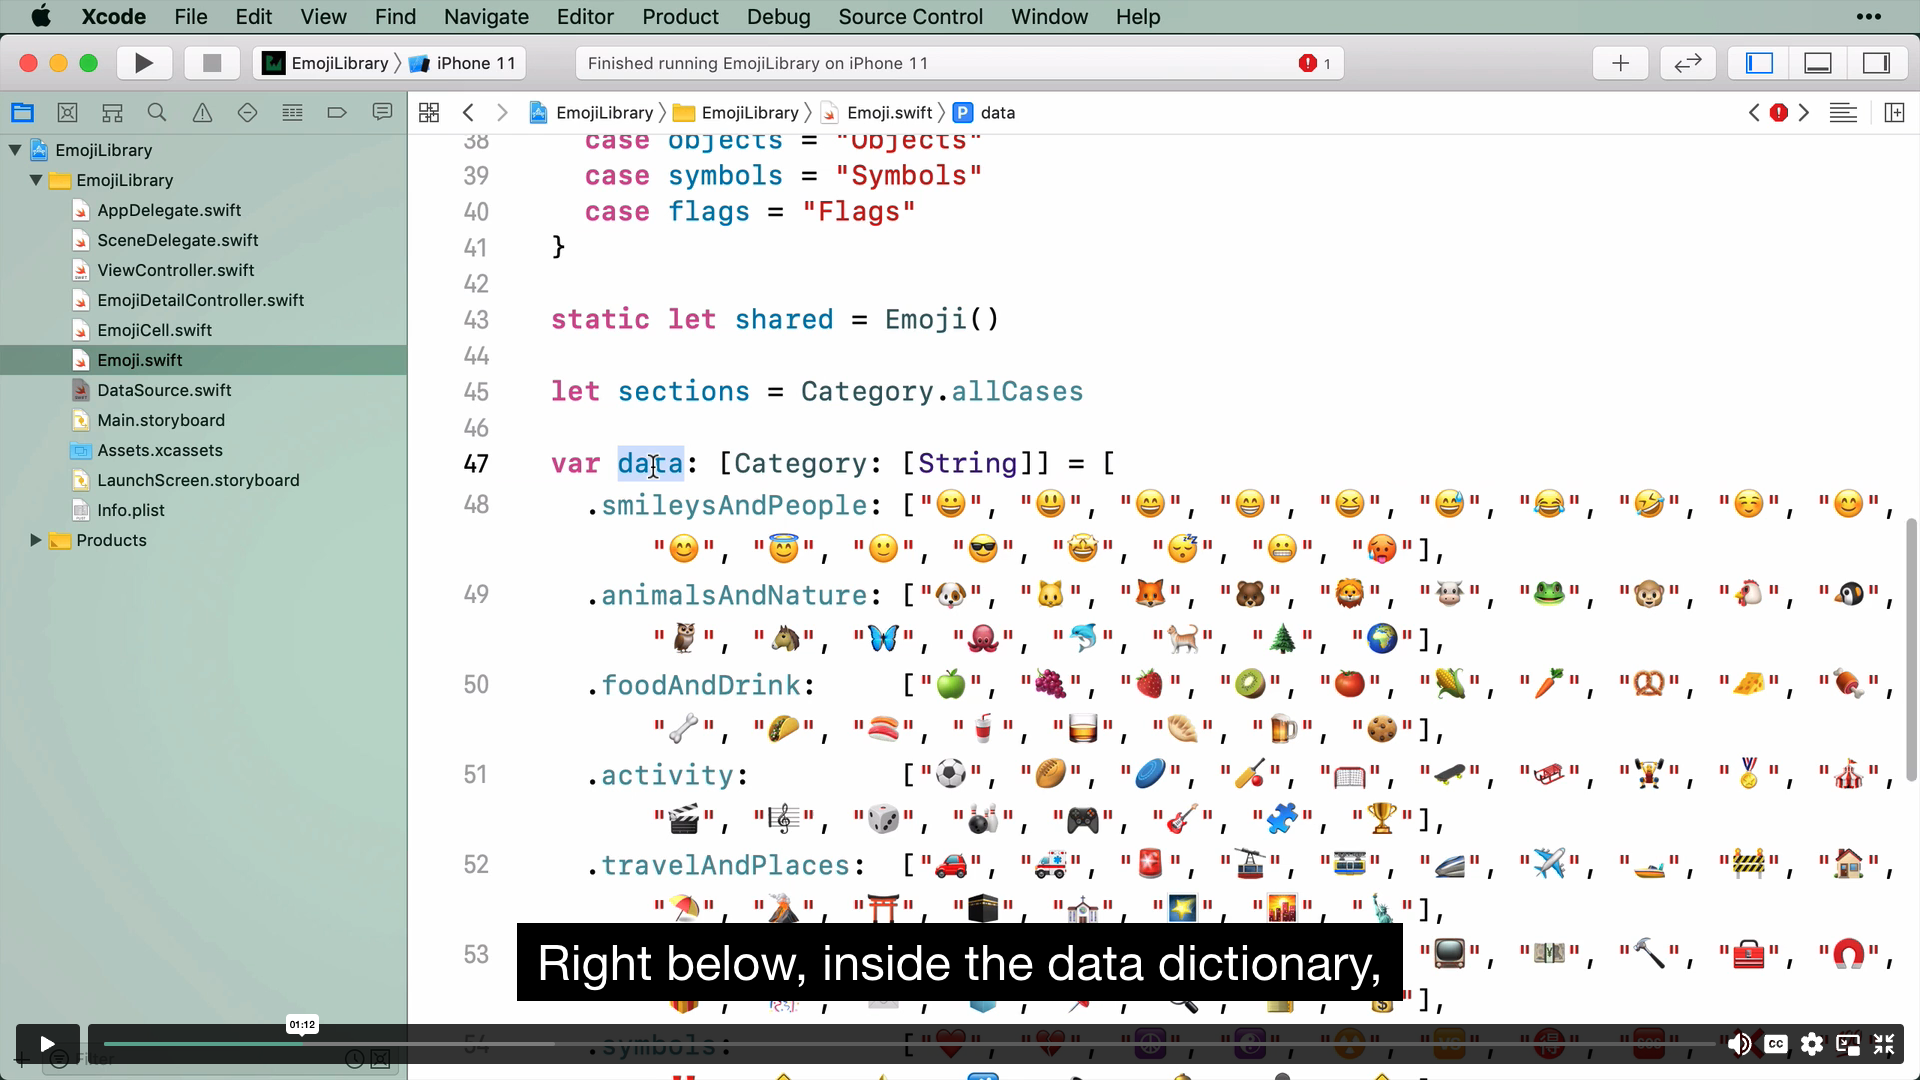 Xcode File Edit View Find Navigate Editor Product Debug Source Control Window Help
EmojiLibrary iPhone 11
Finished running EmojiLibrary on iPhone 11
1
EmojiLibrary EmojiLibrary Emoji.swift P data
EmojiLibrary
EmojiLibrary
AppDelegate.swift
SceneDelegate.swift
ViewController.swift
EmojiDetailController.swift
EmojiCell.swift
Emoji.swift
DataSource.swift
Main.storyboard
Assets.xcassets
LaunchScreen.storyboard
Info.plist
Products
38 case objects = "Objects"
39 case symbols = "Symbols"
40 case flags = "Flags"
41 }
42
43 static let shared = Emoji()
44
45 let sections = Category.allCases
46
47 var data: [Category: [String]] = [
48 .smileysAndPeople: ["😀", "😃", "😄", "😁", "😆", "😅", "😂", "🤣", "☺️", "😊",
"😊", "😇", "🙂", "😎", "🤩", "😴", "😬", "🥵"],
49 .animalsAndNature: ["🐶", "🐱", "🦊", "🐻", "🦁", "🐮", "🐸", "🐵", "🐔", "🐧",
"🦉", "🐴", "🦋", "🐙", "🐬", "🐈", "🌲", "🌍"],
50 .foodAndDrink: ["🍏", "🍇", "🍓", "🥝", "🍅", "🌽", "🥕", "🥨", "🧀", "🍖",
"🦴", "🌮", "🍣", "🥤", "🥃", "🥟", "🍺", "🍪"],
51 .activity: ["⚽️", "🏉", "🥏", "🏏", "🥅", "🛹", "🛷", "🏋️", "🏅", "🎪",
"🎬", "🎼", "🎲", "🎳", "🎮", "🎸", "🧩", "🏆"],
52 .travelAndPlaces: ["🚗", "🚑", "🚨", "🚡", "🚋", "🚄", "✈️", "🚤", "🚧", "🏠",
"⛱", "🌋", "⛩", "🕋", "⛪️", "🌠", "🌇", "🗽"],
53 "📺", "💵", "🔨", "🧰", "🧲",
"],
Right below, inside the data dictionary,
54 .symbols: [
01:12
Filter
CC